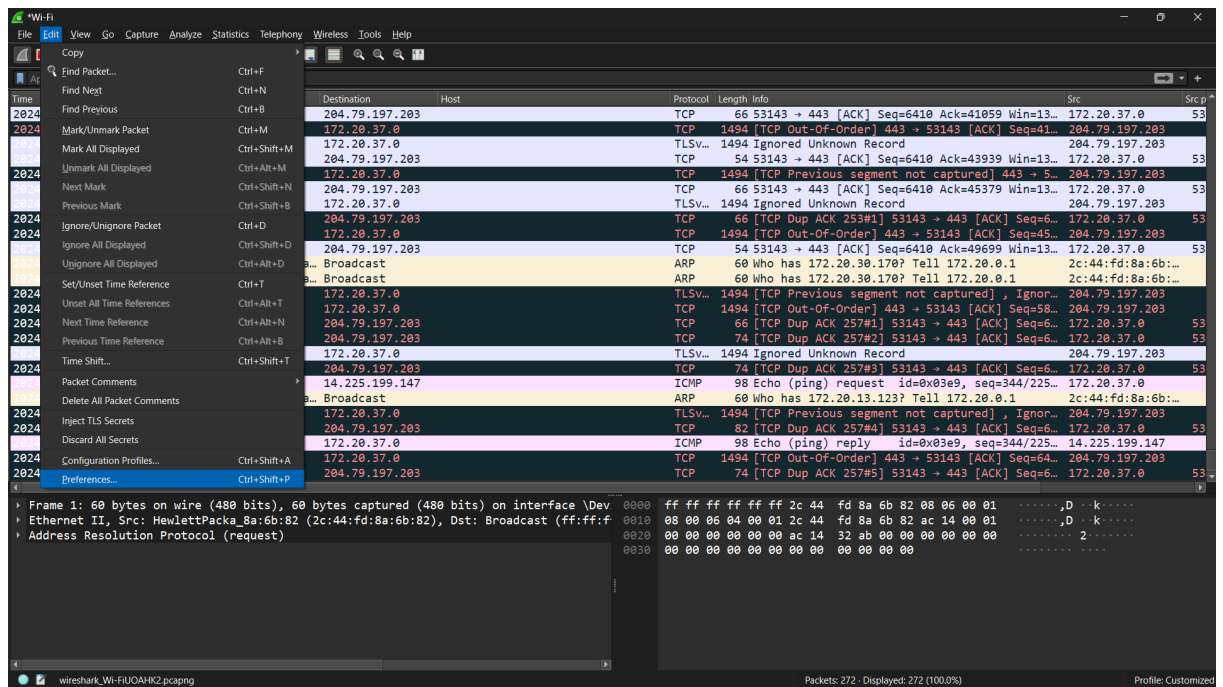 *Wi-Fi
File Edit View Go Capture Analyze Statistics Telephony Wireless Tools Help
Copy
Find Packet... Ctrl+F
Find Next Ctrl+N
Find Previous Ctrl+B
Mark/Unmark Packet Ctrl+M
Mark All Displayed Ctrl+Shift+M
Unmark All Displayed Ctrl+Alt+M
Next Mark Ctrl+Shift+N
Previous Mark Ctrl+Shift+B
Ignore/Unignore Packet Ctrl+D
Ignore All Displayed Ctrl+Shift+D
Unignore All Displayed Ctrl+Alt+D
Set/Unset Time Reference Ctrl+T
Unset All Time References Ctrl+Alt+T
Next Time Reference Ctrl+Alt+N
Previous Time Reference Ctrl+Alt+B
Time Shift... Ctrl+Shift+T
Packet Comments
Delete All Packet Comments
Inject TLS Secrets
Discard All Secrets
Configuration Profiles... Ctrl+Shift+A
Preferences... Ctrl+Shift+P
Time Destination Host Protocol Length Info Src Src p
2024 204.79.197.203 TCP 66 53143 → 443 [ACK] Seq=6410 Ack=41059 Win=13… 172.20.37.0 53
2024 172.20.37.0 TCP 1494 [TCP Out-Of-Order] 443 → 53143 [ACK] Seq=41… 204.79.197.203
172.20.37.0 TLSv… 1494 Ignored Unknown Record 204.79.197.203
204.79.197.203 TCP 54 53143 → 443 [ACK] Seq=6410 Ack=43939 Win=13… 172.20.37.0 53
2024 172.20.37.0 TCP 1494 [TCP Previous segment not captured] 443 → 5… 204.79.197.203
204.79.197.203 TCP 66 53143 → 443 [ACK] Seq=6410 Ack=45379 Win=13… 172.20.37.0 53
172.20.37.0 TLSv… 1494 Ignored Unknown Record 204.79.197.203
2024 204.79.197.203 TCP 66 [TCP Dup ACK 253#1] 53143 → 443 [ACK] Seq=6… 172.20.37.0 53
2024 172.20.37.0 TCP 1494 [TCP Out-Of-Order] 443 → 53143 [ACK] Seq=45… 204.79.197.203
204.79.197.203 TCP 54 53143 → 443 [ACK] Seq=6410 Ack=49699 Win=13… 172.20.37.0 53
a… Broadcast ARP 60 Who has 172.20.30.170? Tell 172.20.0.1 2c:44:fd:8a:6b:…
a… Broadcast ARP 60 Who has 172.20.30.169? Tell 172.20.0.1 2c:44:fd:8a:6b:…
2024 172.20.37.0 TLSv… 1494 [TCP Previous segment not captured] , Ignor… 204.79.197.203
2024 172.20.37.0 TCP 1494 [TCP Out-Of-Order] 443 → 53143 [ACK] Seq=58… 204.79.197.203
2024 204.79.197.203 TCP 66 [TCP Dup ACK 257#1] 53143 → 443 [ACK] Seq=6… 172.20.37.0 53
2024 204.79.197.203 TCP 74 [TCP Dup ACK 257#2] 53143 → 443 [ACK] Seq=6… 172.20.37.0 53
172.20.37.0 TLSv… 1494 Ignored Unknown Record 204.79.197.203
2024 204.79.197.203 TCP 74 [TCP Dup ACK 257#3] 53143 → 443 [ACK] Seq=6… 172.20.37.0 53
14.225.199.147 ICMP 98 Echo (ping) request id=0x03e9, seq=344/225… 172.20.37.0
a… Broadcast ARP 60 Who has 172.20.13.123? Tell 172.20.0.1 2c:44:fd:8a:6b:…
2024 172.20.37.0 TLSv… 1494 [TCP Previous segment not captured] , Ignor… 204.79.197.203
2024 204.79.197.203 TCP 82 [TCP Dup ACK 257#4] 53143 → 443 [ACK] Seq=6… 172.20.37.0 53
172.20.37.0 ICMP 98 Echo (ping) reply id=0x03e9, seq=344/225… 14.225.199.147
2024 172.20.37.0 TCP 1494 [TCP Out-Of-Order] 443 → 53143 [ACK] Seq=64… 204.79.197.203
2024 204.79.197.203 TCP 74 [TCP Dup ACK 257#5] 53143 → 443 [ACK] Seq=6… 172.20.37.0 53
Frame 1: 60 bytes on wire (480 bits), 60 bytes captured (480 bits) on interface \Dev
Ethernet II, Src: HewlettPacka_8a:6b:82 (2c:44:fd:8a:6b:82), Dst: Broadcast (ff:ff:f
Address Resolution Protocol (request)
0000 ff ff ff ff ff ff 2c 44 fd 8a 6b 82 08 06 00 01 ······,D ··k·····
0010 08 00 06 04 00 01 2c 44 fd 8a 6b 82 ac 14 00 01 ······,D ··k·····
0020 00 00 00 00 00 00 ac 14 32 ab 00 00 00 00 00 00 ········ 2·······
0030 00 00 00 00 00 00 00 00 00 00 00 00 ········ ····
wireshark_Wi-FiUOAHK2.pcapng Packets: 272 · Displayed: 272 (100.0%) Profile: Customized